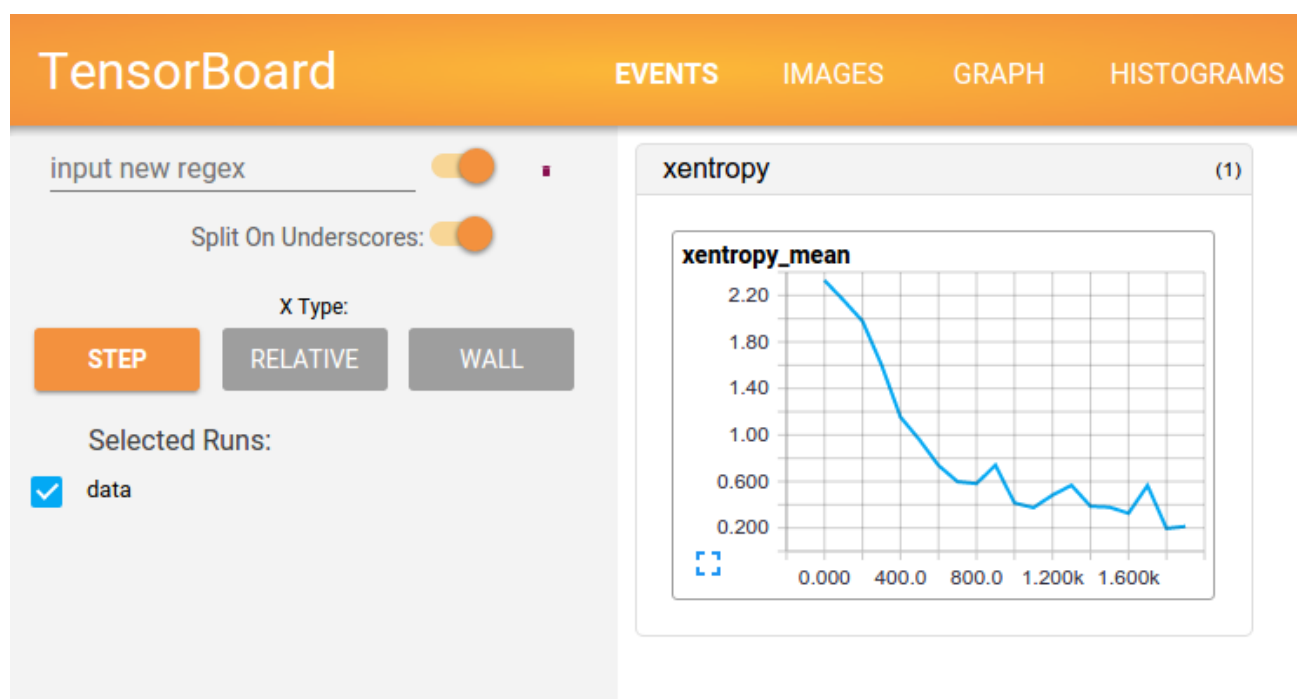 TensorBoard
EVENTS IMAGES GRAPH HISTOGRAMS
input new regex
Split On Underscores:
X Type:
STEP RELATIVE WALL
Selected Runs:
data
xentropy (1)
xentropy_mean
2.20
1.80
1.40
1.00
0.600
0.200
0.000 400.0 800.0 1.200k 1.600k